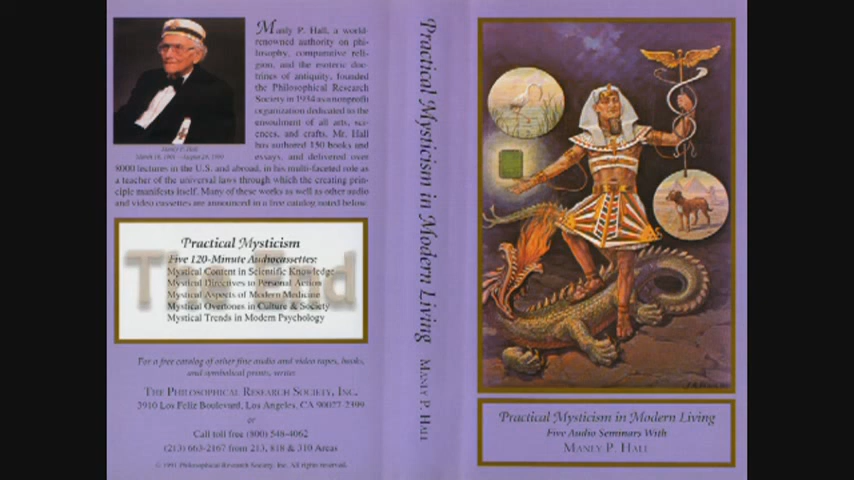 Manly P. Hall, a world-
renowned authority on phi-
losophy, comparative reli-
gion, and the esoteric doc-
trines of antiquity, founded
the Philosophical Research
Society in 1934 as a nonprofit
organization dedicated to the
ensoulment of all arts, sci-
ences, and crafts. Mr. Hall
has authored 150 books and
essays, and delivered over
8000 lectures in the U.S. and abroad, in his multi-faceted role as
a teacher of the universal laws through which the creating prin-
ciple manifests itself. Many of these works as well as other audio
and video cassettes are announced in a free catalog noted below.
Manly P. Hall
Practical Mysticism
Five 120-Minute Audiocassettes:
Mystical Content in Scientific Knowledge
Mystical Directives to Personal Action
Mystical Aspects of Modern Medicine
Mystical Overtones in Culture & Society
Mystical Trends in Modern Psychology
The End
For a free catalog of other fine audio and video tapes, books,
and symbolical prints, write:
THE PHILOSOPHICAL RESEARCH SOCIETY, INC.
3910 Los Feliz Boulevard, Los Angeles, CA 90027-2399
or
Call toll free (800) 548-4062
(213) 663-2167 from 213, 818 & 310 Areas
© 1991 Philosophical Research Society, Inc. All rights reserved.
Practical Mysticism in Modern Living
MANLY P. HALL
Practical Mysticism in Modern Living
Five Audio Seminars With
MANLY P. HALL